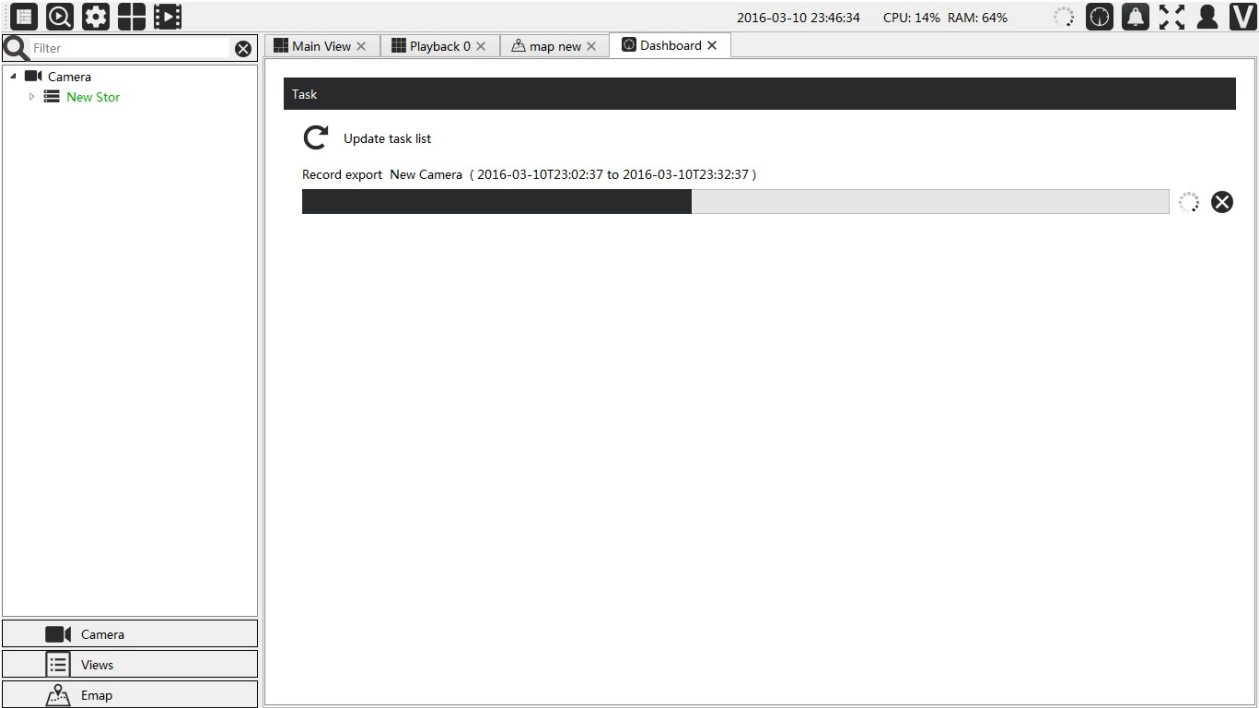 2016-03-10 23:46:34 CPU: 14% RAM: 64%
Filter
Main View
Playback 0
map new
Dashboard
Camera
New Stor
Task
Update task list
Record export New Camera ( 2016-03-10T23:02:37 to 2016-03-10T23:32:37 )
Camera
Views
Emap